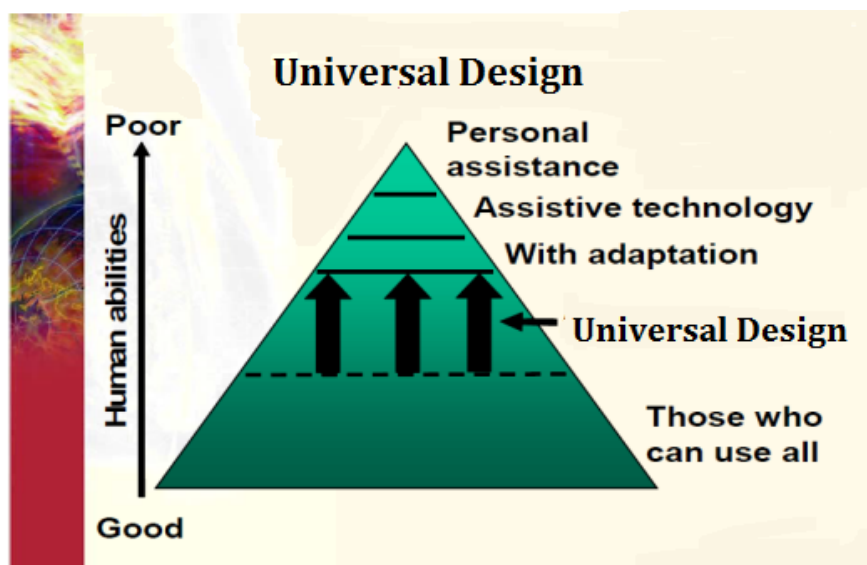 Universal Design
Poor
Personal
assistance
Assistive technology
With adaptation
Human abilities
Universal Design
Those who
can use all
Good